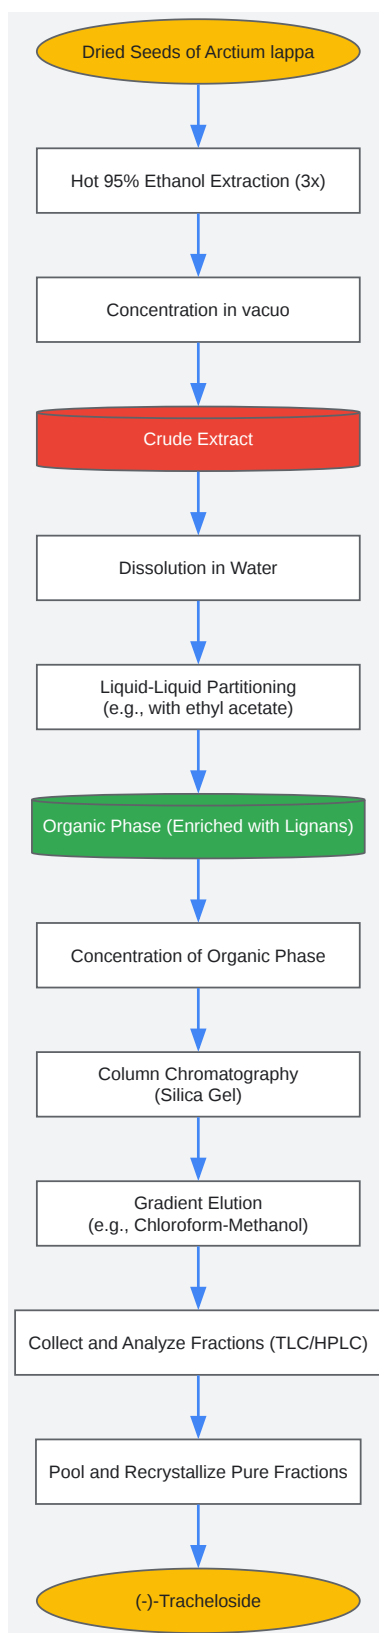 Dried Seeds of Arctium lappa
Hot 95% Ethanol Extraction (3x)
Concentration in vacuo
Crude Extract
Dissolution in Water
Liquid-Liquid Partitioning
(e.g., with ethyl acetate)
Organic Phase (Enriched with Lignans)
Concentration of Organic Phase
Column Chromatography
(Silica Gel)
Gradient Elution
(e.g., Chloroform-Methanol)
Collect and Analyze Fractions (TLC/HPLC)
Pool and Recrystallize Pure Fractions
(-)-Tracheloside